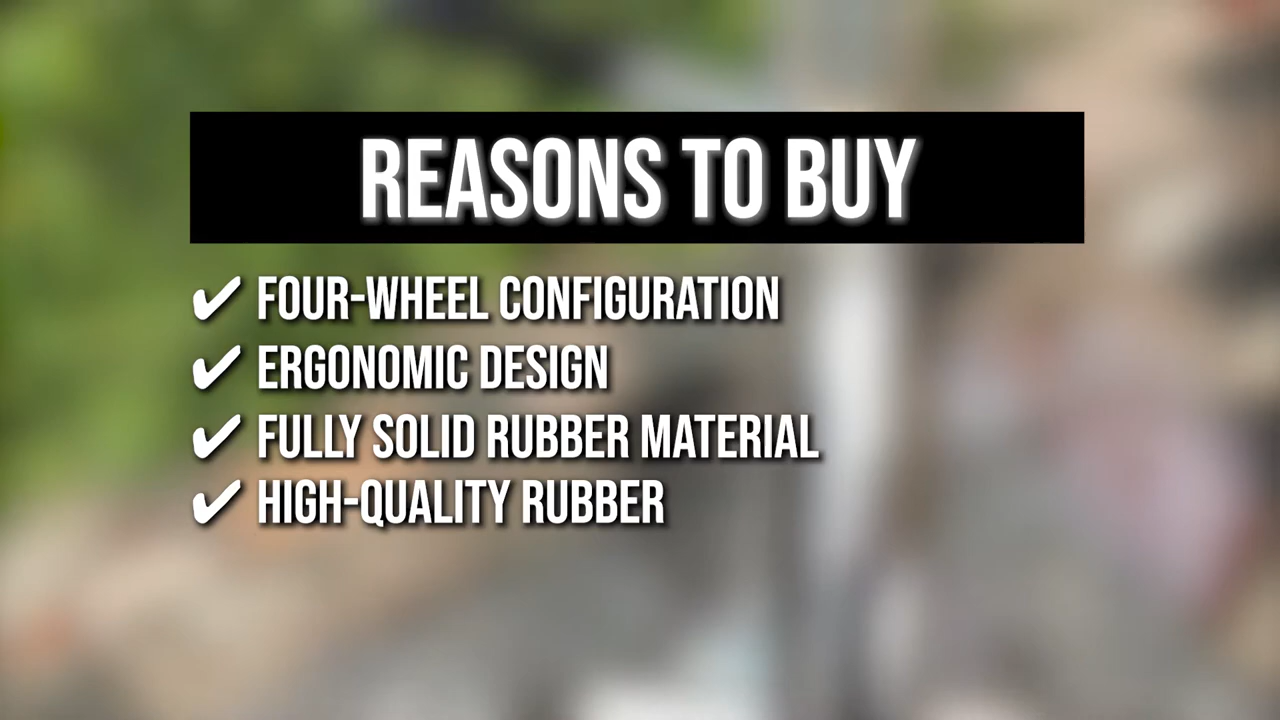 REASONS TO BUY
✔ FOUR-WHEEL CONFIGURATION
✔ ERGONOMIC DESIGN
✔ FULLY SOLID RUBBER MATERIAL
✔ HIGH-QUALITY RUBBER